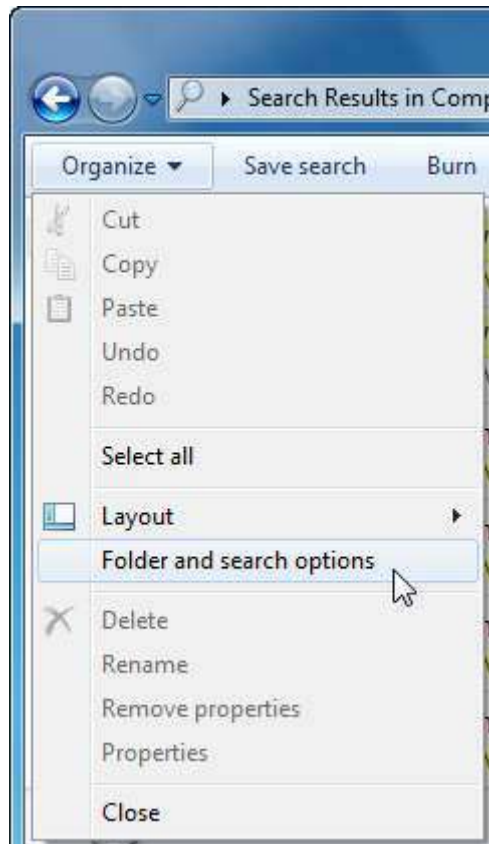 Search Results in Comp
Organize Save search Burn
Cut
Copy
Paste
Undo
Redo
Select all
Layout
Folder and search options
Delete
Rename
Remove properties
Properties
Close